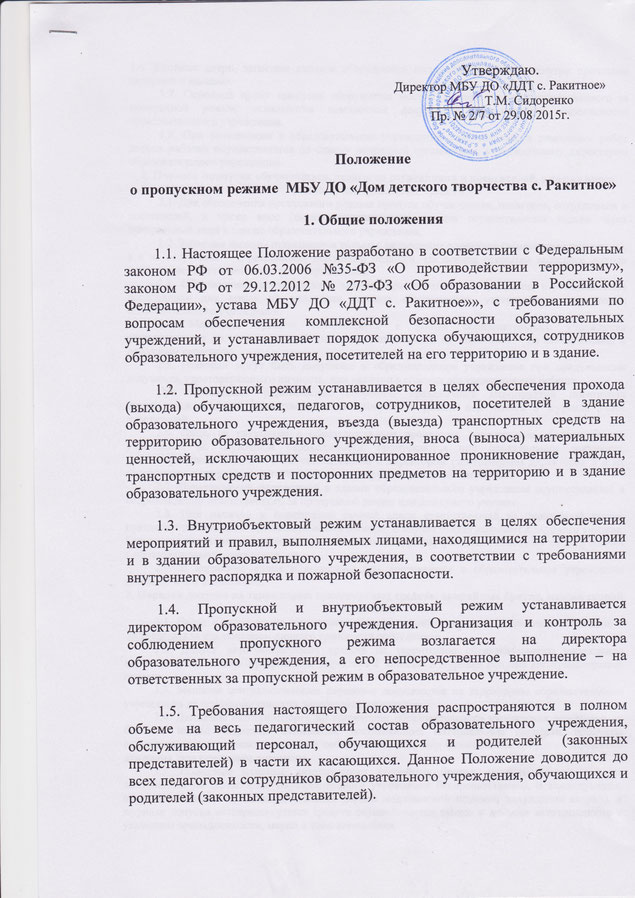 Утверждаю.
Директор МБУ ДО «ДДТ с. Ракитное»
Т.М. Сидоренко
Пр. № 2/7 от 29.08 2015г.
Положение
о пропускном режиме МБУ ДО «Дом детского творчества с. Ракитное»
1. Общие положения
1.1. Настоящее Положение разработано в соответствии с Федеральным
законом РФ от 06.03.2006 №35-ФЗ «О противодействии терроризму»,
законом РФ от 29.12.2012 № 273-ФЗ «Об образовании в Российской
Федерации», устава МБУ ДО «ДДТ с. Ракитное»», с требованиями по
вопросам обеспечения комплексной безопасности образовательных
учреждений, и устанавливает порядок допуска обучающихся, сотрудников
образовательного учреждения, посетителей на его территорию и в здание.
1.2. Пропускной режим устанавливается в целях обеспечения прохода
(выхода) обучающихся, педагогов, сотрудников, посетителей в здание
образовательного учреждения, въезда (выезда) транспортных средств на
территорию образовательного учреждения, вноса (выноса) материальных
ценностей, исключающих несанкционированное проникновение граждан,
транспортных средств и посторонних предметов на территорию и в здание
образовательного учреждения.
1.3. Внутриобъектовый режим устанавливается в целях обеспечения
мероприятий и правил, выполняемых лицами, находящимися на территории
и в здании образовательного учреждения, в соответствии с требованиями
внутреннего распорядка и пожарной безопасности.
1.4. Пропускной и внутриобъектовый режим устанавливается
директором образовательного учреждения. Организация и контроль за
соблюдением пропускного режима возлагается на директора
образовательного учреждения, а его непосредственное выполнение – на
ответственных за пропускной режим в образовательное учреждение.
1.5. Требования настоящего Положения распространяются в полном
объеме на весь педагогический состав образовательного учреждения,
обслуживающий персонал, обучающихся и родителей (законных
представителей) в части их касающихся. Данное Положение доводится до
всех педагогов и сотрудников образовательного учреждения, обучающихся и
родителей (законных представителей).